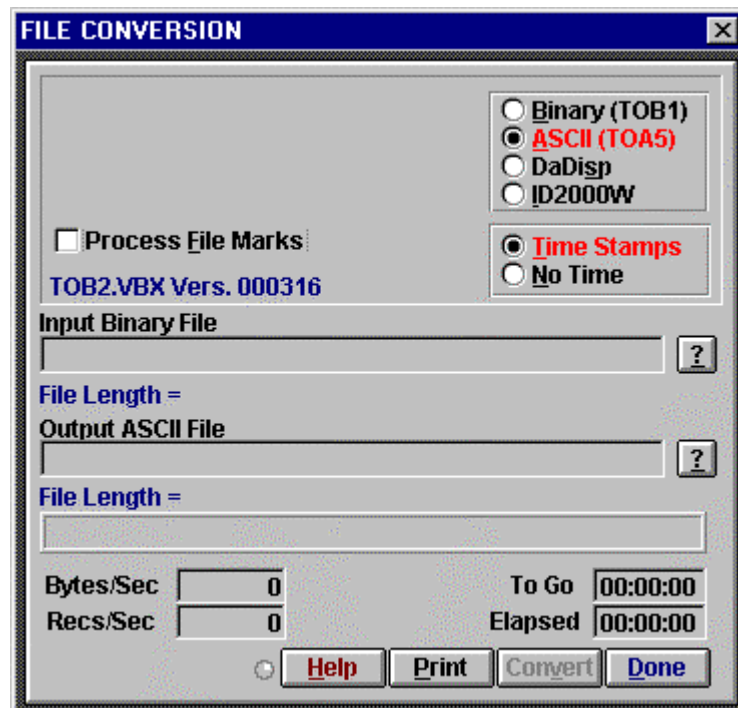 FILE CONVERSION
Binary (TOB1)
ASCII (TOA5)
DaDisp
ID2000W
Process File Marks
Time Stamps
No Time
TOB2.VBX Vers. 000316
Input Binary File
?
File Length =
Output ASCII File
?
File Length =
Bytes/Sec 0 To Go 00:00:00
Recs/Sec 0 Elapsed 00:00:00
Help Print Convert Done